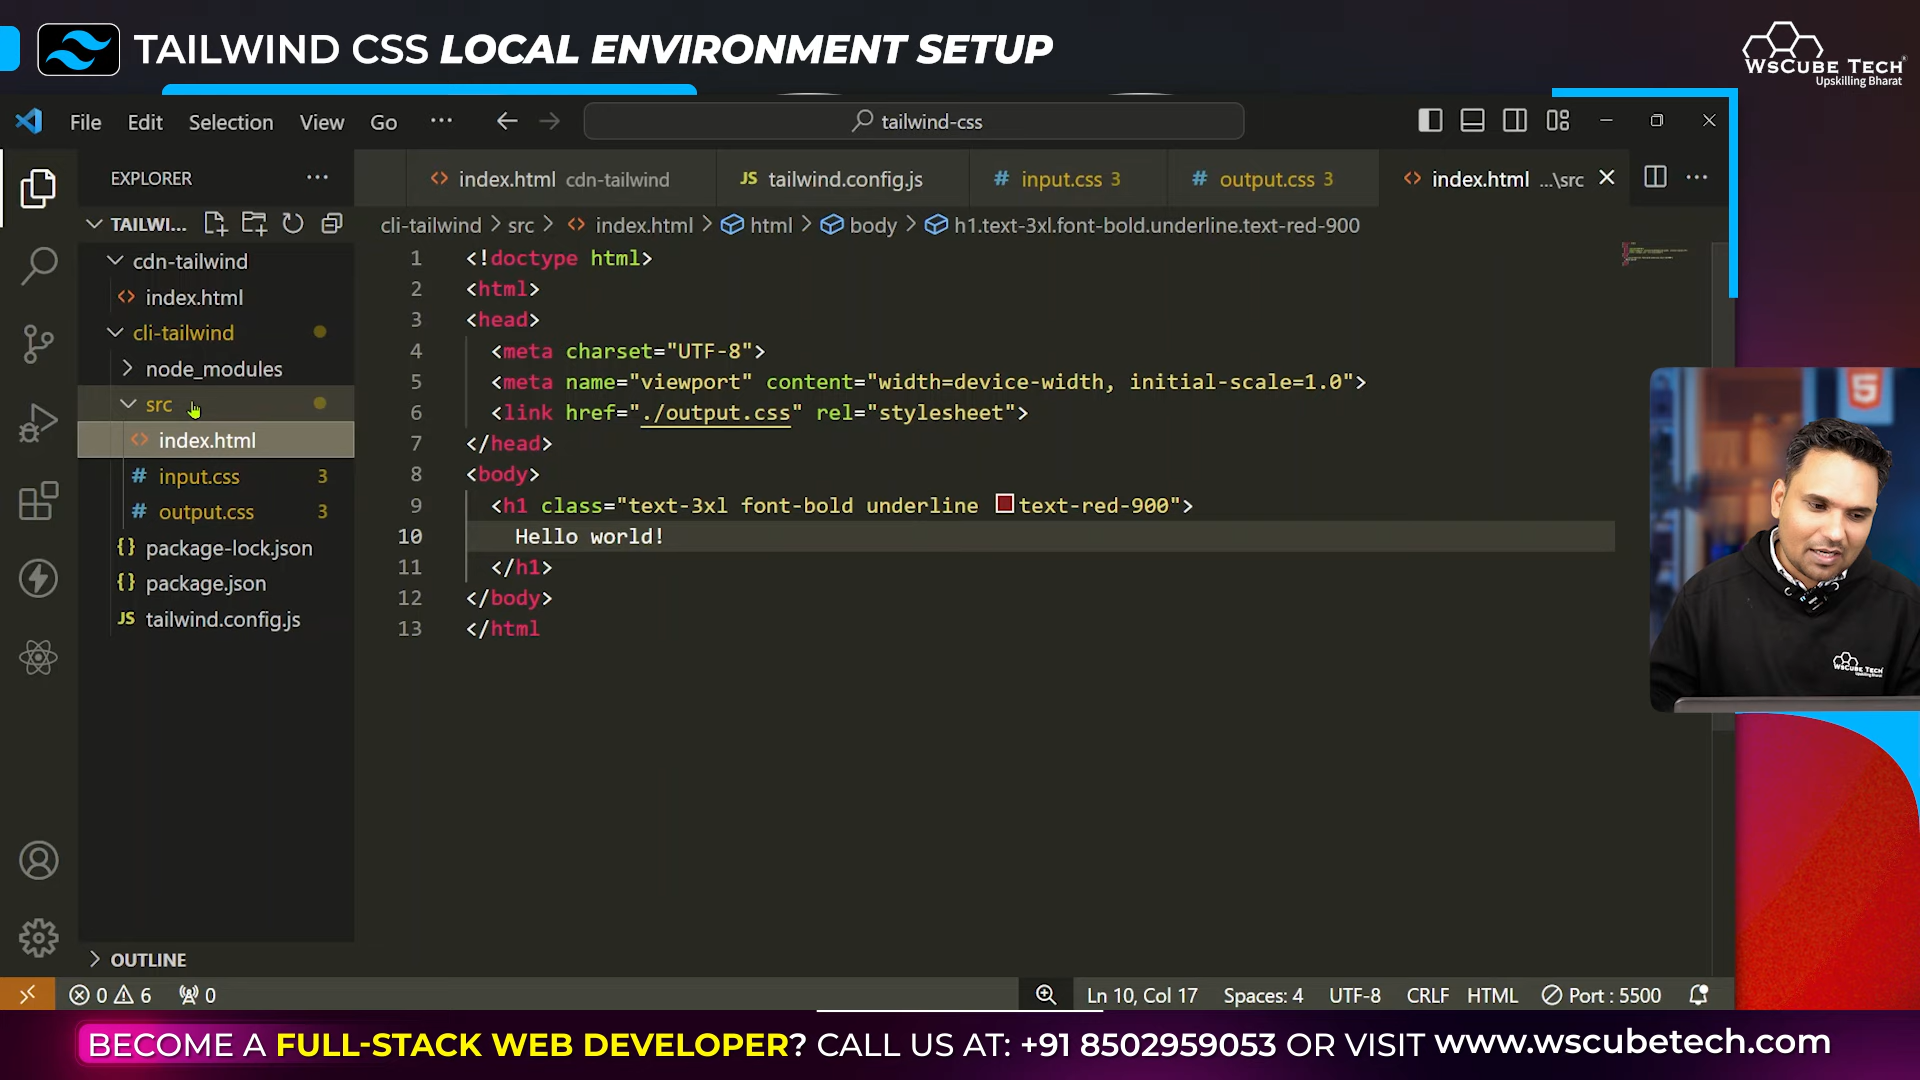 TAILWIND CSS LOCAL ENVIRONMENT SETUP
WsCube Tech
Upskilling Bharat
File Edit Selection View Go ··· tailwind-css
EXPLORER ···
index.html cdn-tailwind
JS tailwind.config.js
# input.css 3
# output.css 3
index.html ...\src
TAILWI...
cli-tailwind > src > index.html > html > body > h1.text-3xl.font-bold.underline.text-red-900
cdn-tailwind
index.html
cli-tailwind
node_modules
src
index.html
# input.css 3
# output.css 3
{} package-lock.json
{} package.json
JS tailwind.config.js
1 <!doctype html>
2 <html>
3 <head>
4 <meta charset="UTF-8">
5 <meta name="viewport" content="width=device-width, initial-scale=1.0">
6 <link href="./output.css" rel="stylesheet">
7 </head>
8 <body>
9 <h1 class="text-3xl font-bold underline text-red-900">
10 Hello world!
11 </h1>
12 </body>
13 </html
5
WsCube Tech
OUTLINE
0 6 0 Ln 10, Col 17 Spaces: 4 UTF-8 CRLF HTML Port : 5500
BECOME A FULL-STACK WEB DEVELOPER? CALL US AT: +91 8502959053 OR VISIT www.wscubetech.com